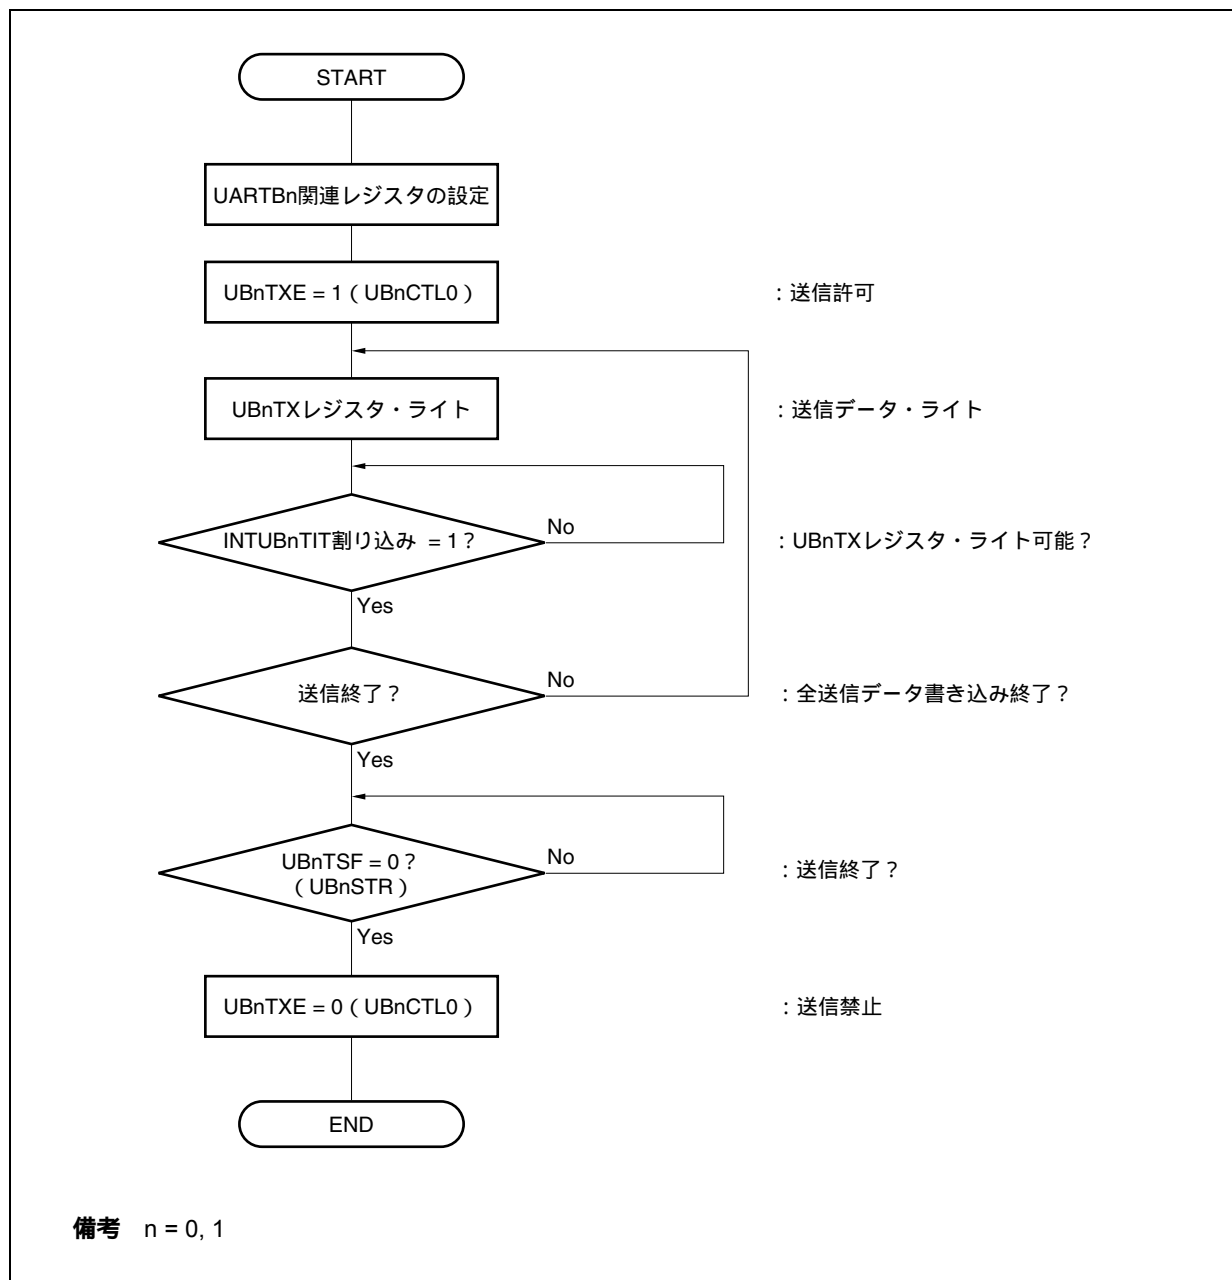 START
UARTBn関連レジスタの設定
UBnTXE = 1（UBnCTL0）
：送信許可
UBnTXレジスタ・ライト
：送信データ・ライト
INTUBnTIT割り込み = 1？
No
：UBnTXレジスタ・ライト可能？
Yes
送信終了？
No
：全送信データ書き込み終了？
Yes
UBnTSF = 0？
（UBnSTR）
No
：送信終了？
Yes
UBnTXE = 0（UBnCTL0）
：送信禁止
END
備考 n = 0, 1